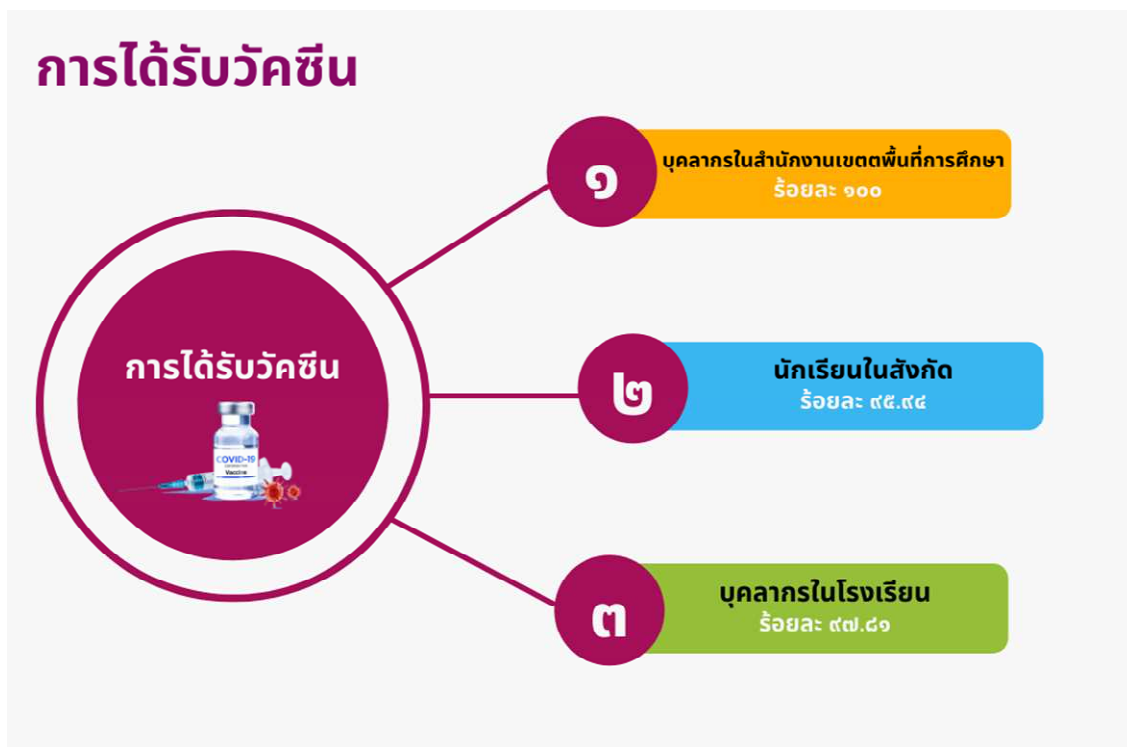 การได้รับวัคซีน
๑
บุคลากรในสำนักงานเขตตพื้นที่การศึกษา
ร้อยละ ๑๐๐
การได้รับวัคซีน
COVID-19
Vaccine
๒
นักเรียนในสังกัด
ร้อยละ ๙๕.๙๔
๓
บุคลากรในโรงเรียน
ร้อยละ ๙๗.๘๑